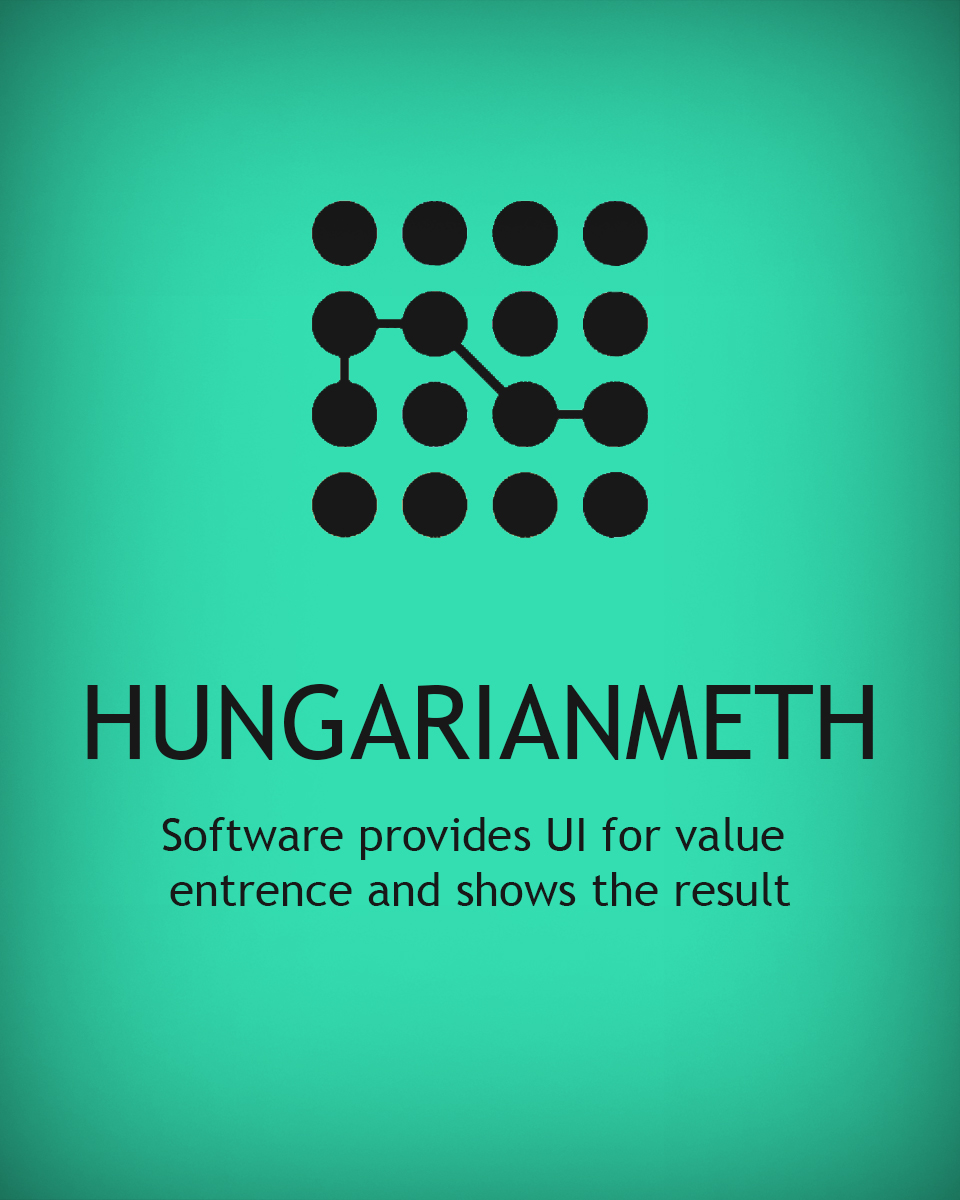 HUNGARIANMETH
Software provides UI for value
entrence and shows the result